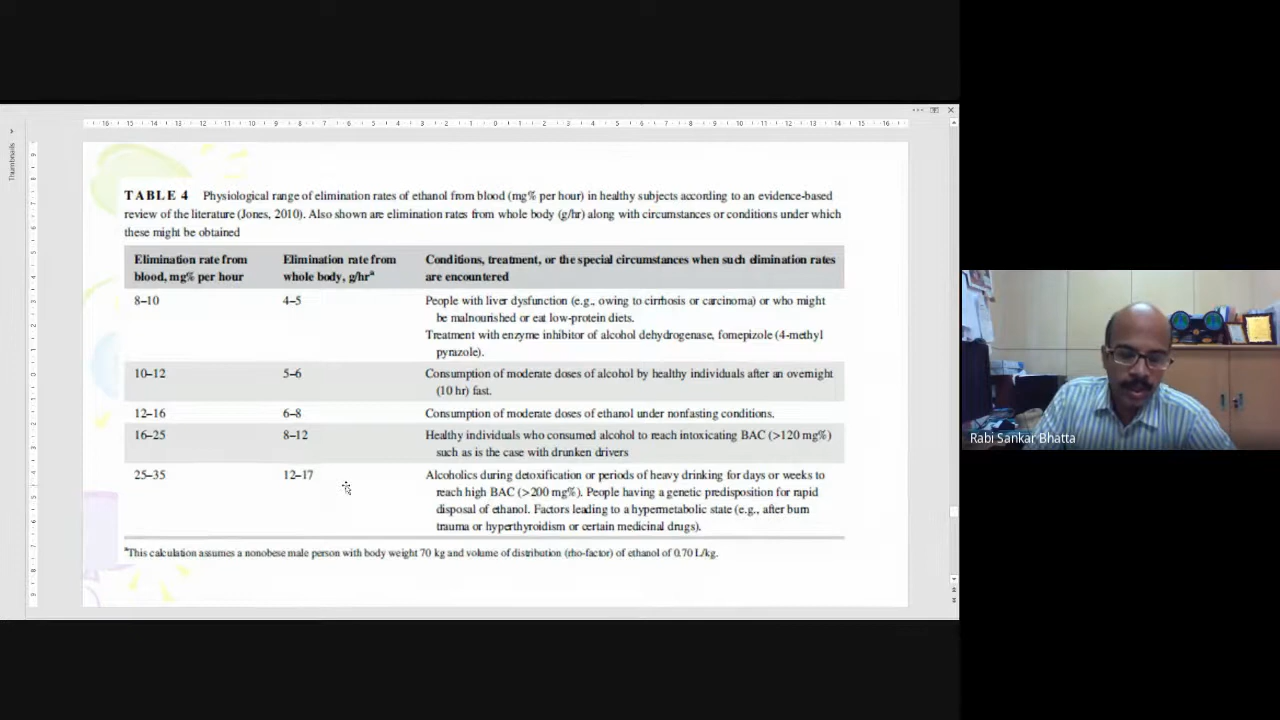 TABLE 4 Physiological range of elimination rates of ethanol from blood (mg% per hour) in healthy subjects according to an evidence-based
review of the literature (Jones, 2010). Also shown are elimination rates from whole body (g/hr) along with circumstances or conditions under which
these might be obtained
Elimination rate from Elimination rate from Conditions, treatment, or the special circumstances when such elimination rates
blood, mg% per hour whole body, g/hrª are encountered
8–10 4–5 People with liver dysfunction (e.g., owing to cirrhosis or carcinoma) or who might
be malnourished or eat low-protein diets.
Treatment with enzyme inhibitor of alcohol dehydrogenase, fomepizole (4-methyl
pyrazole).
10–12 5–6 Consumption of moderate doses of alcohol by healthy individuals after an overnight
(10 hr) fast.
12–16 6–8 Consumption of moderate doses of ethanol under nonfasting conditions.
16–25 8–12 Healthy individuals who consumed alcohol to reach intoxicating BAC (>120 mg%)
such as is the case with drunken drivers
25–35 12–17 Alcoholics during detoxification or periods of heavy drinking for days or weeks to
reach high BAC (>200 mg%). People having a genetic predisposition for rapid
disposal of ethanol. Factors leading to a hypermetabolic state (e.g., after burn
trauma or hyperthyroidism or certain medicinal drugs).
ªThis calculation assumes a nonobese male person with body weight 70 kg and volume of distribution (rho-factor) of ethanol of 0.70 L/kg.
Thumbnails
Rabi Sankar Bhatta